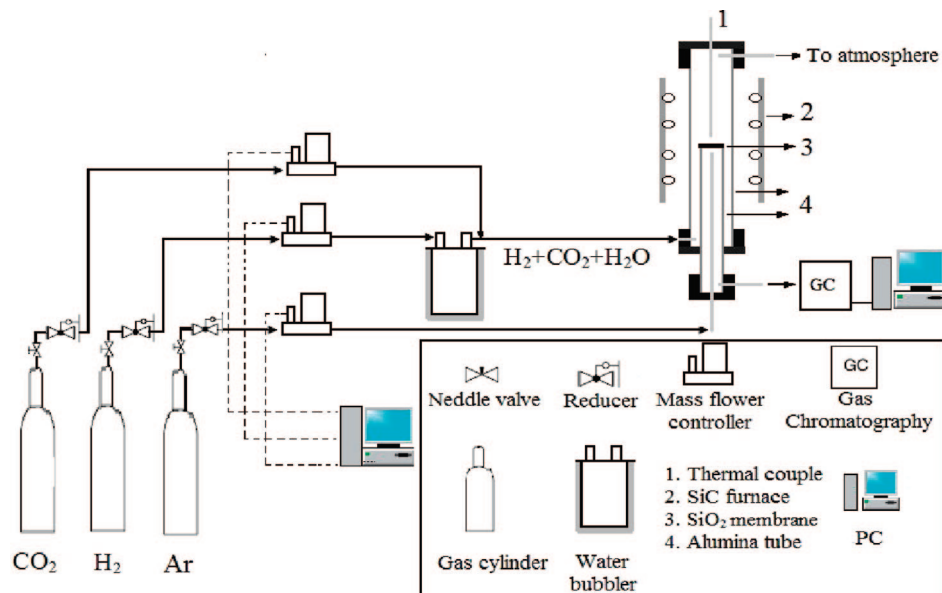 1
To atmosphere
2
3
4
H₂+CO₂+H₂O
GC
CO₂
H₂
Ar
Neddle valve
Reducer
Mass flower
controller
GC
Gas
Chromatography
Gas cylinder
Water
bubbler
1. Thermal couple
2. SiC furnace
3. SiO₂ membrane
4. Alumina tube
PC